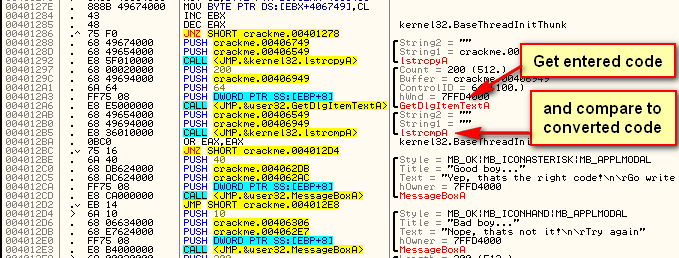 0040127E . 888B 49674000 MOV BYTE PTR DS:[EBX+406749],CL
00401284 . 43 INC EBX
00401285 . 48 DEC EAX kernel32.BaseThreadInitThunk
00401286 .^ 75 F0 JNZ SHORT crackme.00401278
00401288 . 68 49674000 PUSH crackme.00406749 String2 = ""
0040128D . 68 49654000 PUSH crackme.00406549 String1 = crackme.00
00401292 . E8 5F010000 CALL <JMP.&kernel32.lstrcpyA> lstrcpyA
00401297 . 68 00020000 PUSH 200 Count = 200 (512.)
0040129C . 68 49694000 PUSH crackme.00406949 Buffer = crackme.00406949
004012A1 . 6A 64 PUSH 64 ControlID = 100.)
004012A3 . FF75 08 PUSH DWORD PTR SS:[EBP+8] hWnd = 7FFD4000
004012A6 . E8 E5000000 CALL <JMP.&user32.GetDlgItemTextA> GetDlgItemTextA
004012AB . 68 49654000 PUSH crackme.00406549 String2 = ""
004012B0 . 68 49694000 PUSH crackme.00406949 String1 = ""
004012B5 . E8 36010000 CALL <JMP.&kernel32.lstrcmpA> lstrcmpA
004012BA . 0BC0 OR EAX,EAX kernel32.BaseThreadInit
004012BC . 75 16 JNZ SHORT crackme.004012D4
004012BE . 6A 40 PUSH 40 Style = MB_OK|MB_ICONASTERISK|MB_APPLMODAL
004012C0 . 68 DB624000 PUSH crackme.004062DB Title = "Good boy..."
004012C5 . 68 AC624000 PUSH crackme.004062AC Text = "Yep, thats the right code!\n\rGo write
004012CA . FF75 08 PUSH DWORD PTR SS:[EBP+8] hOwner = 7FFD4000
004012CD . E8 CA000000 CALL <JMP.&user32.MessageBoxA> MessageBoxA
004012D2 .v EB 14 JMP SHORT crackme.004012E8
004012D4 > 6A 10 PUSH 10 Style = MB_OK|MB_ICONHAND|MB_APPLMODAL
004012D6 . 68 06634000 PUSH crackme.00406306 Title = "Bad boy..."
004012DB . 68 E7624000 PUSH crackme.004062E7 Text = "Nope, thats not it!\n\rTry again"
004012E0 . FF75 08 PUSH DWORD PTR SS:[EBP+8] hOwner = 7FFD4000
004012E3 . E8 B4000000 CALL <JMP.&user32.MessageBoxA> MessageBoxA
Get entered code
and compare to
converted code